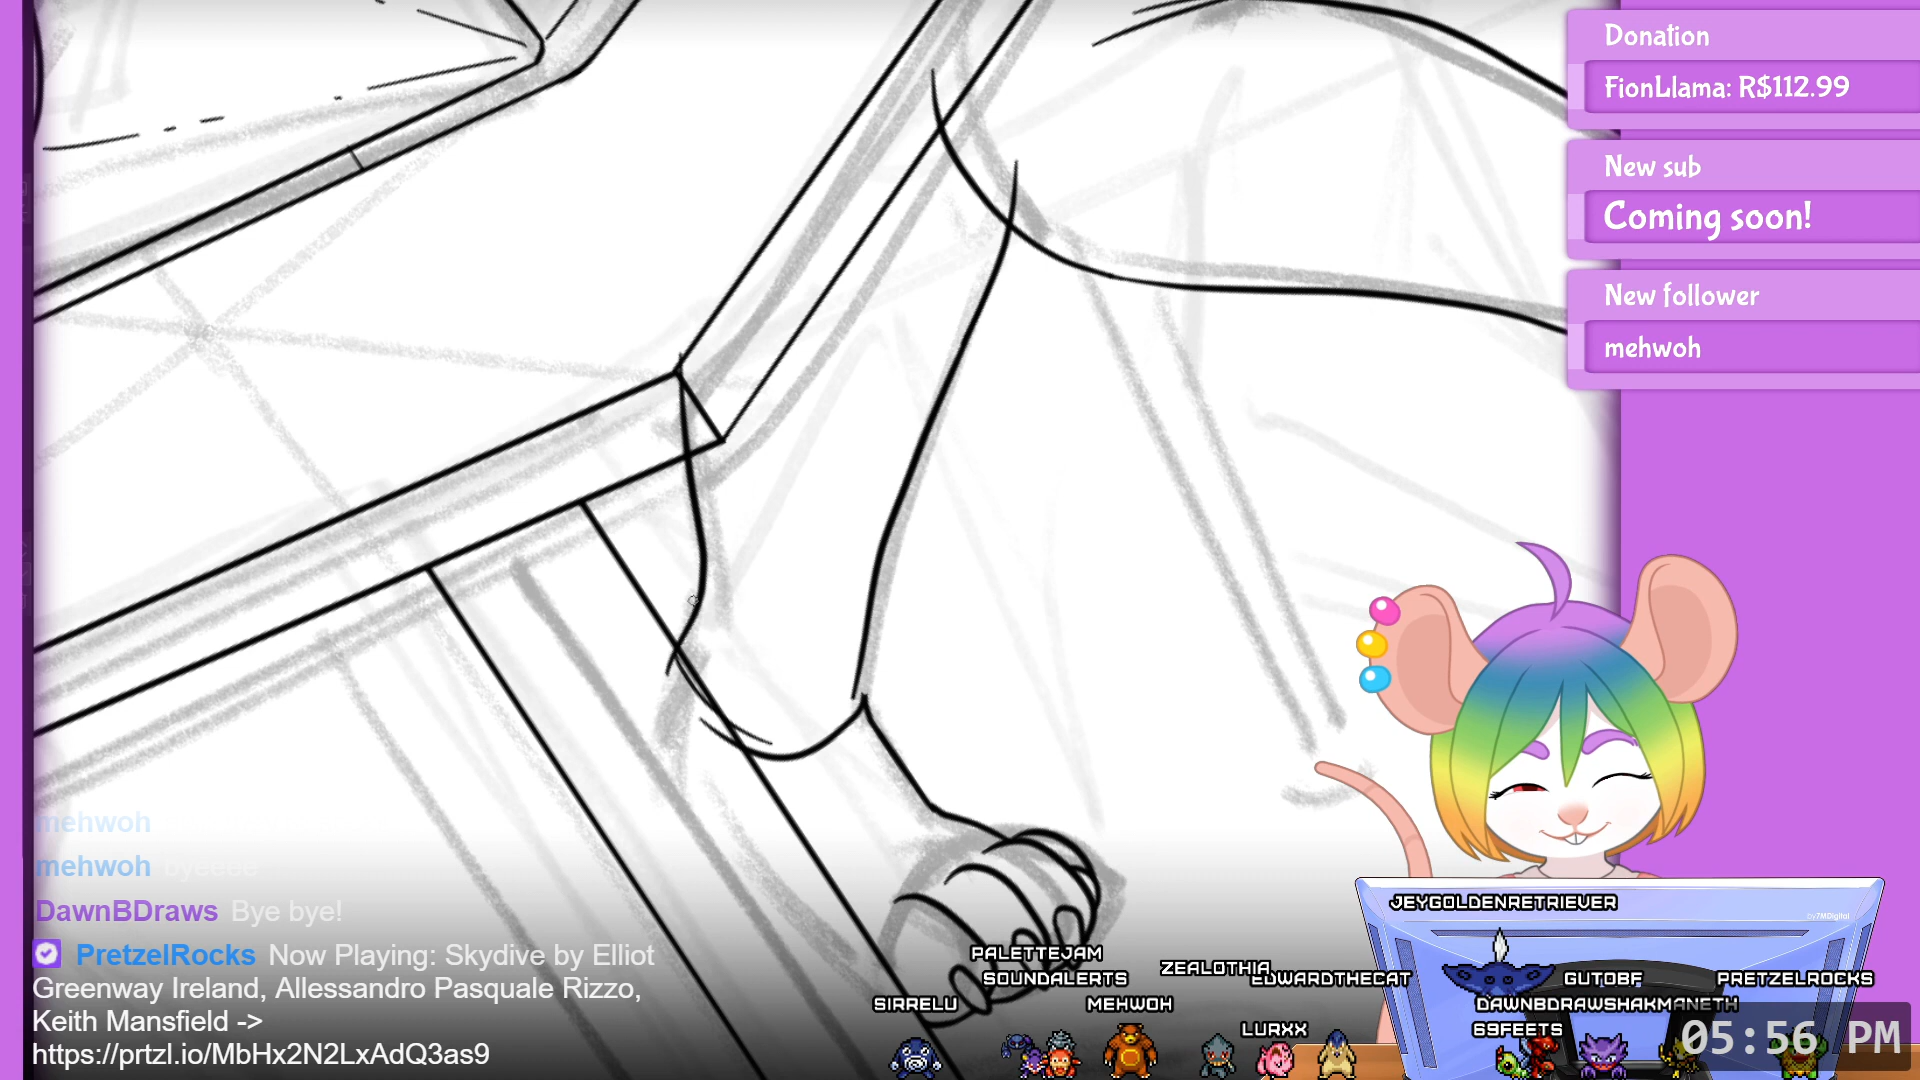 Donation
FionLlama: R$112.99
New sub
Coming soon!
New follower
mehwoh
mehwoh
mehwoh byeeee
DawnBDraws Bye bye!
PretzelRocks Now Playing: Skydive by Elliot
Greenway Ireland, Allessandro Pasquale Rizzo,
Keith Mansfield ->
https://prtzl.io/MbHx2N2LxAdQ3as9
JEYGOLDENRETRIEVER
by7MDigital
PALETTEJAM
SOUNDALERTS
ZEALOTHIA
EDWARDTHECAT
GUTOBF
PRETZELROCKS
SIRRELU
MEHWOH
DAWNBDRAWSHAKMANETH
LURXX
69FEETS
05:56 PM